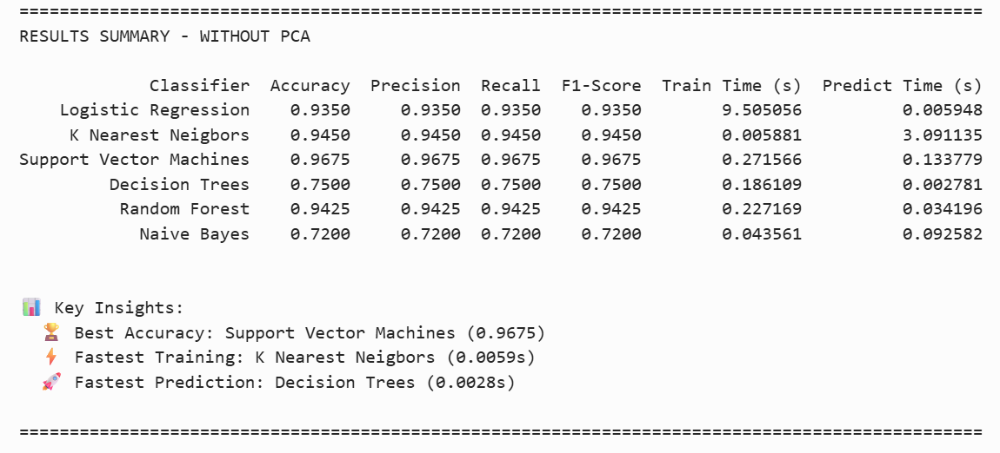 ================================================================================================
RESULTS SUMMARY - WITHOUT PCA
Classifier Accuracy Precision Recall F1-Score Train Time (s) Predict Time (s)
Logistic Regression 0.9350 0.9350 0.9350 0.9350 9.505056 0.005948
K Nearest Neigbors 0.9450 0.9450 0.9450 0.9450 0.005881 3.091135
Support Vector Machines 0.9675 0.9675 0.9675 0.9675 0.271566 0.133779
Decision Trees 0.7500 0.7500 0.7500 0.7500 0.186109 0.002781
Random Forest 0.9425 0.9425 0.9425 0.9425 0.227169 0.034196
Naive Bayes 0.7200 0.7200 0.7200 0.7200 0.043561 0.092582
📊 Key Insights:
🏆 Best Accuracy: Support Vector Machines (0.9675)
⚡ Fastest Training: K Nearest Neigbors (0.0059s)
🚀 Fastest Prediction: Decision Trees (0.0028s)
================================================================================================